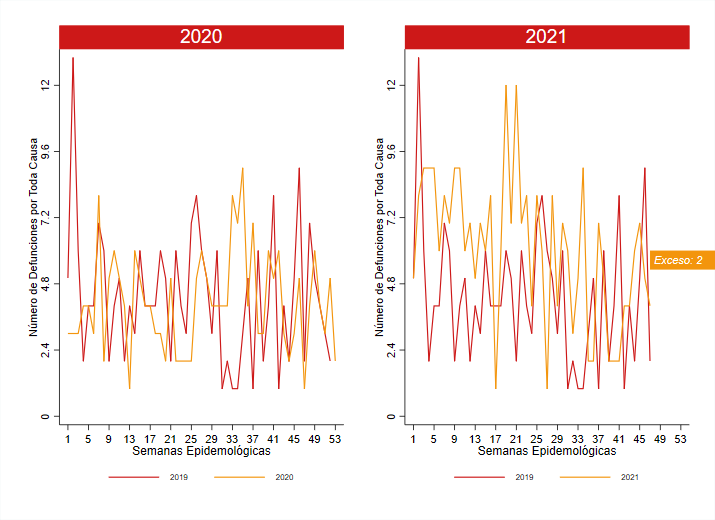 2020
2021
Número de Defunciones por Toda Causa
0 2.4 4.8 7.2 9.6 12
1 5 9 13 17 21 25 29 33 37 41 45 49 53
Semanas Epidemológicas
2019 2020
Número de Defunciones por Toda Causa
0 2.4 4.8 7.2 9.6 12
Exceso: 2
1 5 9 13 17 21 25 29 33 37 41 45 49 53
Semanas Epidemológicas
2019 2021